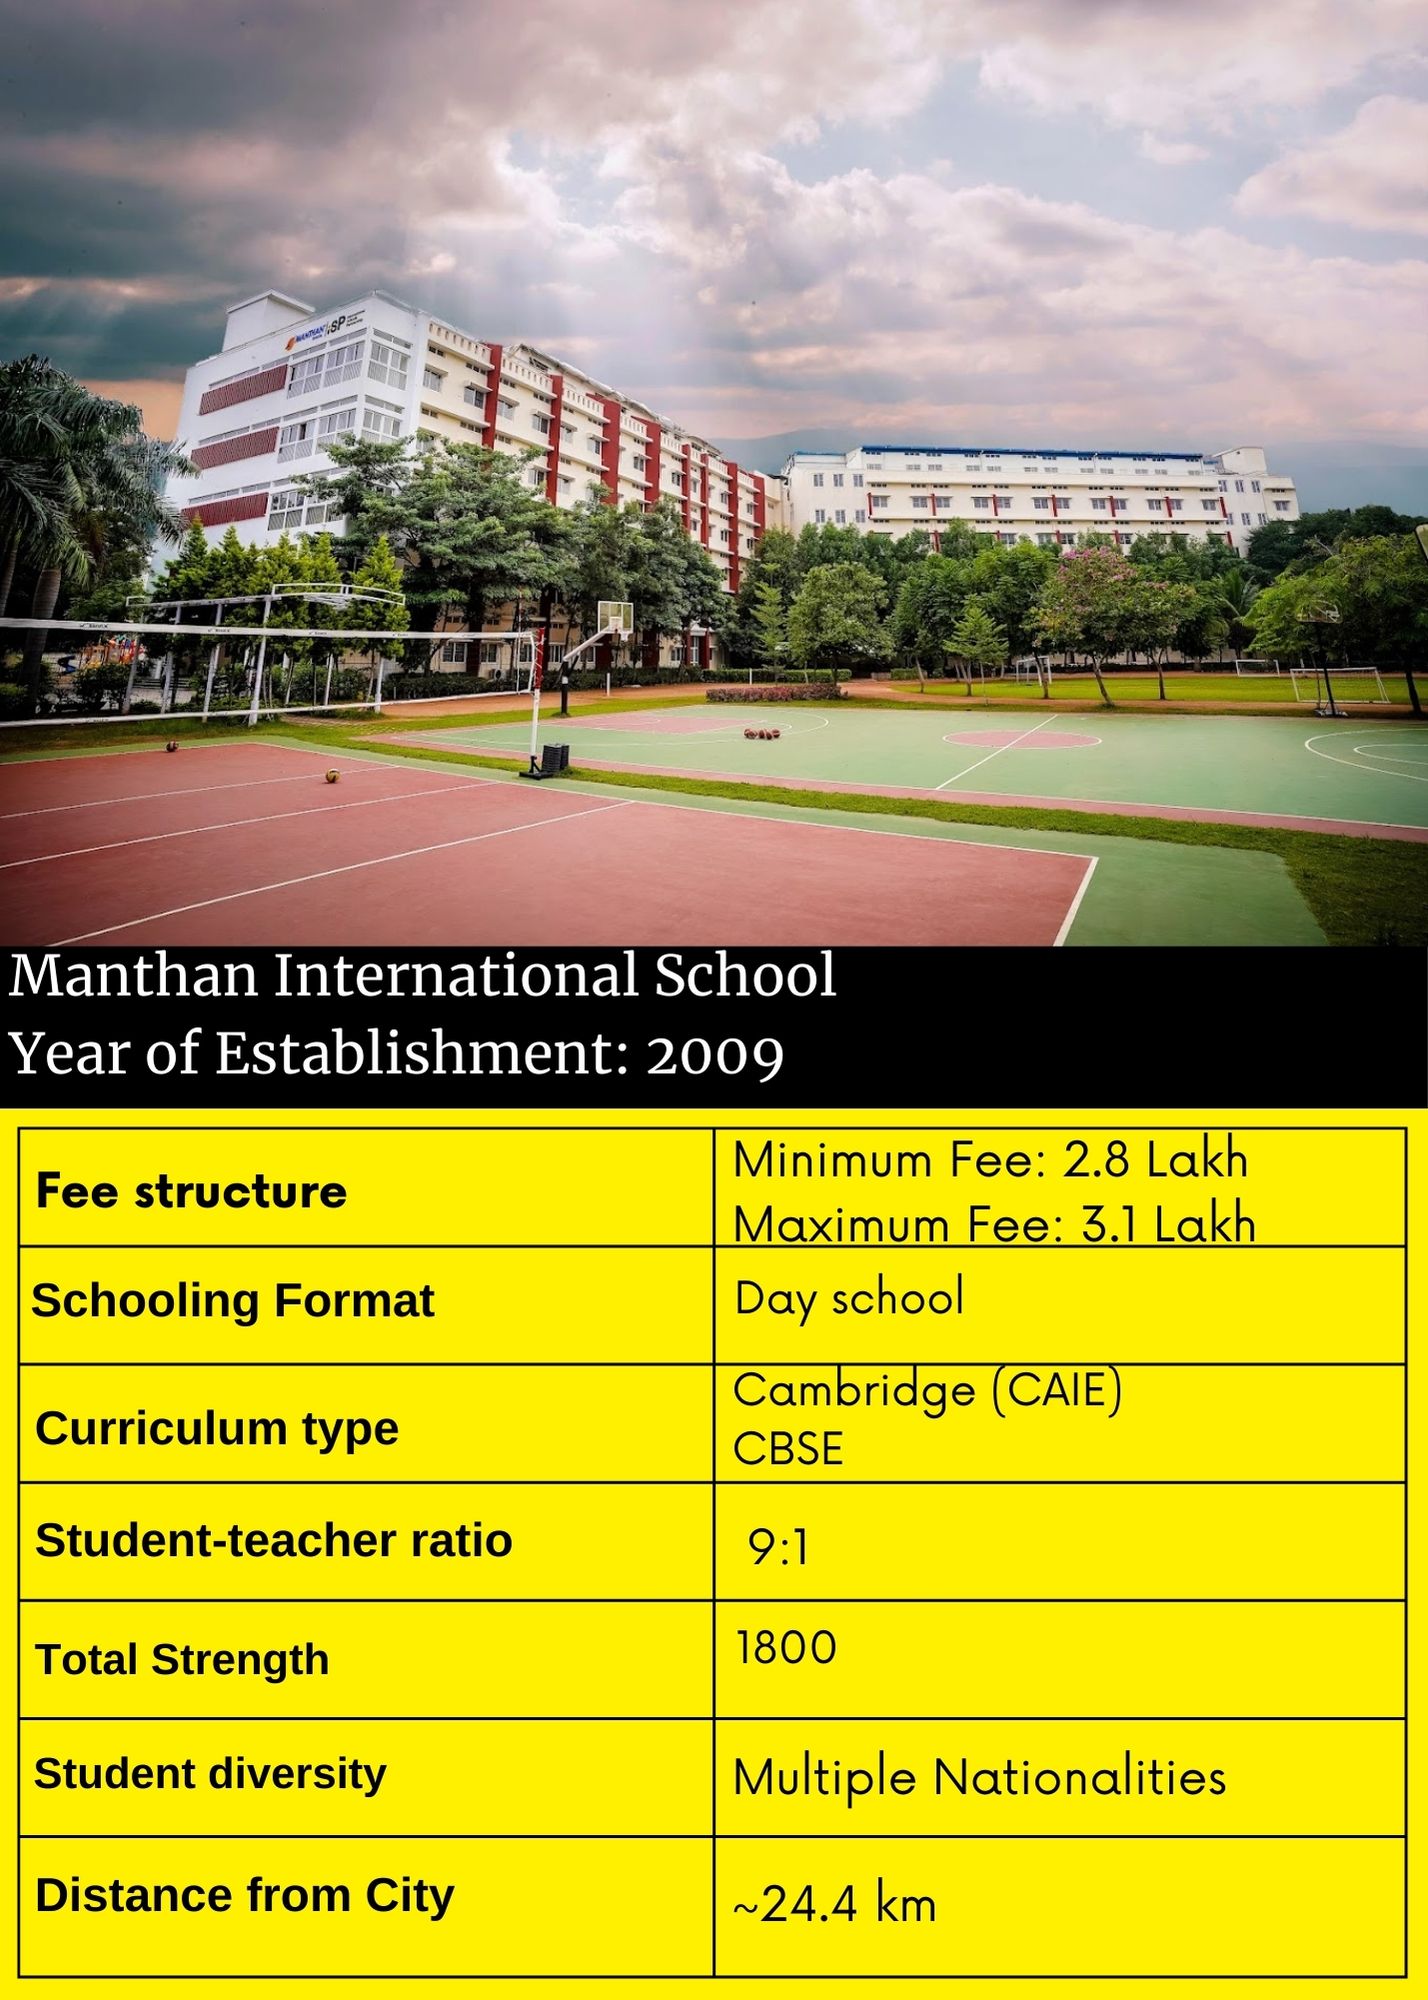 MANTHAN
SP
Manthan International School
Year of Establishment: 2009
Fee structure
Minimum Fee: 2.8 Lakh
Maximum Fee: 3.1 Lakh
Schooling Format
Day school
Curriculum type
Cambridge (CAIE)
CBSE
Student-teacher ratio
9:1
Total Strength
1800
Student diversity
Multiple Nationalities
Distance from City
~24.4 km